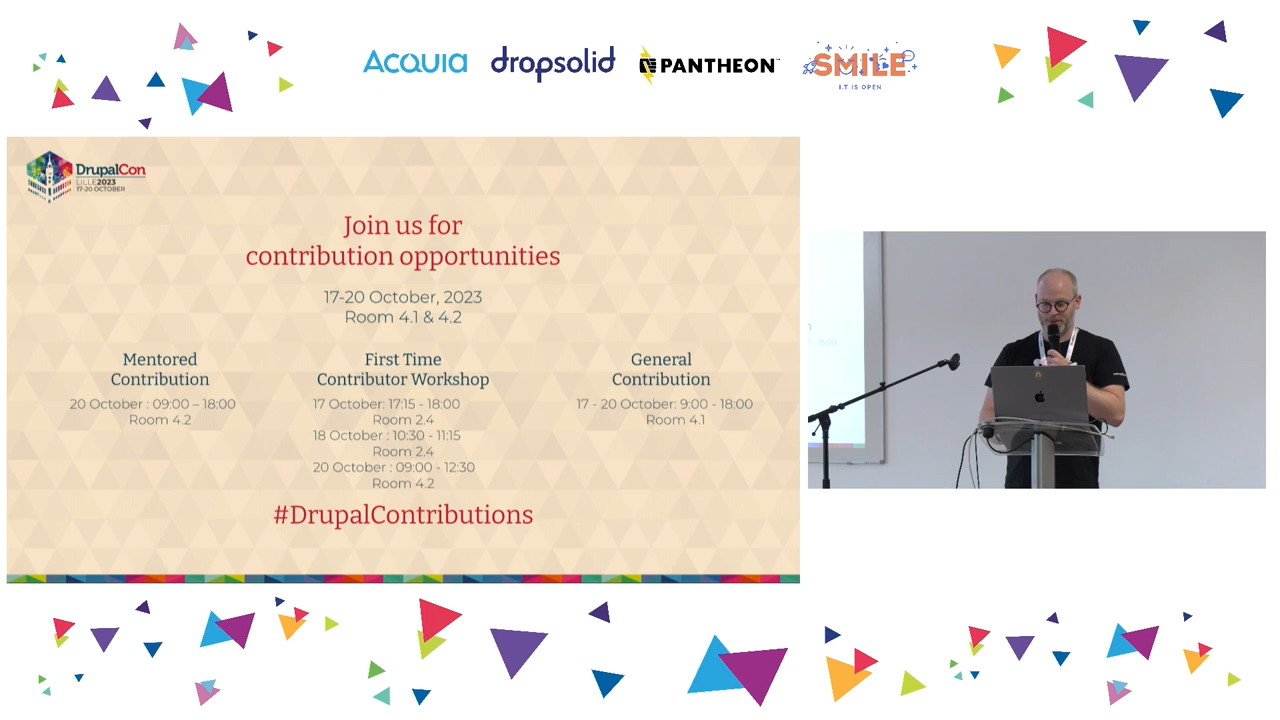 ACQUIA
dropsolid
PANTHEON
SMILE
I.T IS OPEN
DrupalCon
LILLE2023
17-20 OCTOBER
Join us for
contribution opportunities
17-20 October, 2023
Room 4.1 & 4.2
Mentored
Contribution
20 October : 09:00 – 18:00
Room 4.2
First Time
Contributor Workshop
17 October: 17:15 - 18:00
Room 2.4
18 October : 10:30 - 11:15
Room 2.4
20 October : 09:00 - 12:30
Room 4.2
General
Contribution
17 - 20 October: 9:00 - 18:00
Room 4.1
#DrupalContributions